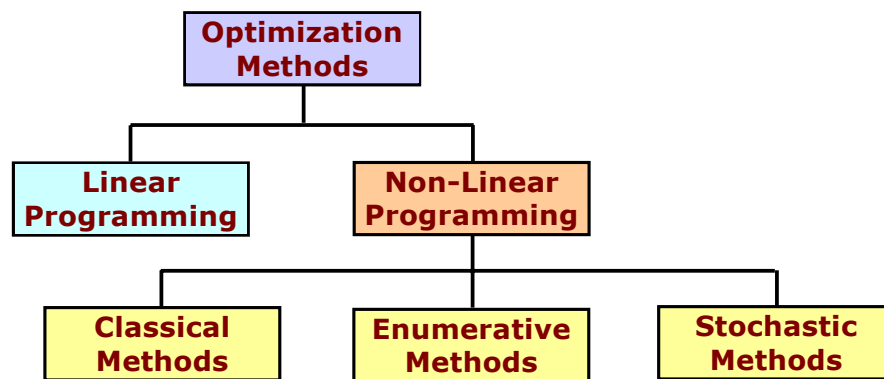 Optimization
Methods
Linear
Programming
Non-Linear
Programming
Classical
Methods
Enumerative
Methods
Stochastic
Methods